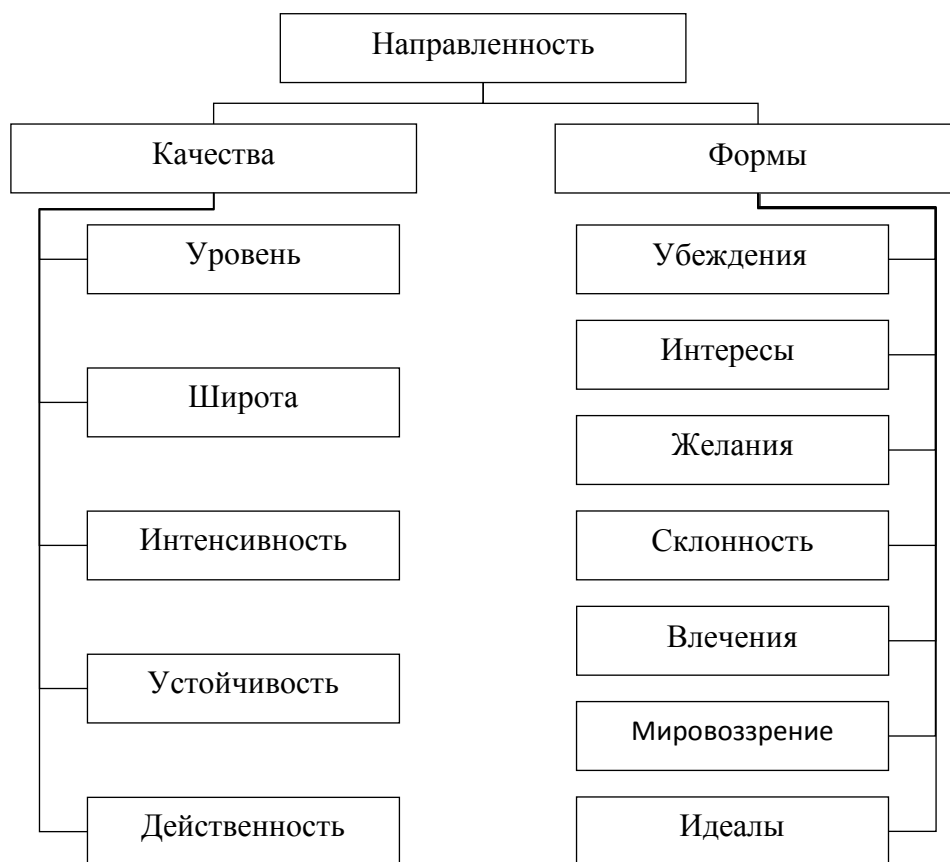 Направленность
Качества
Формы
Уровень
Широта
Интенсивность
Устойчивость
Действенность
Убеждения
Интересы
Желания
Склонность
Влечения
Мировоззрение
Идеалы